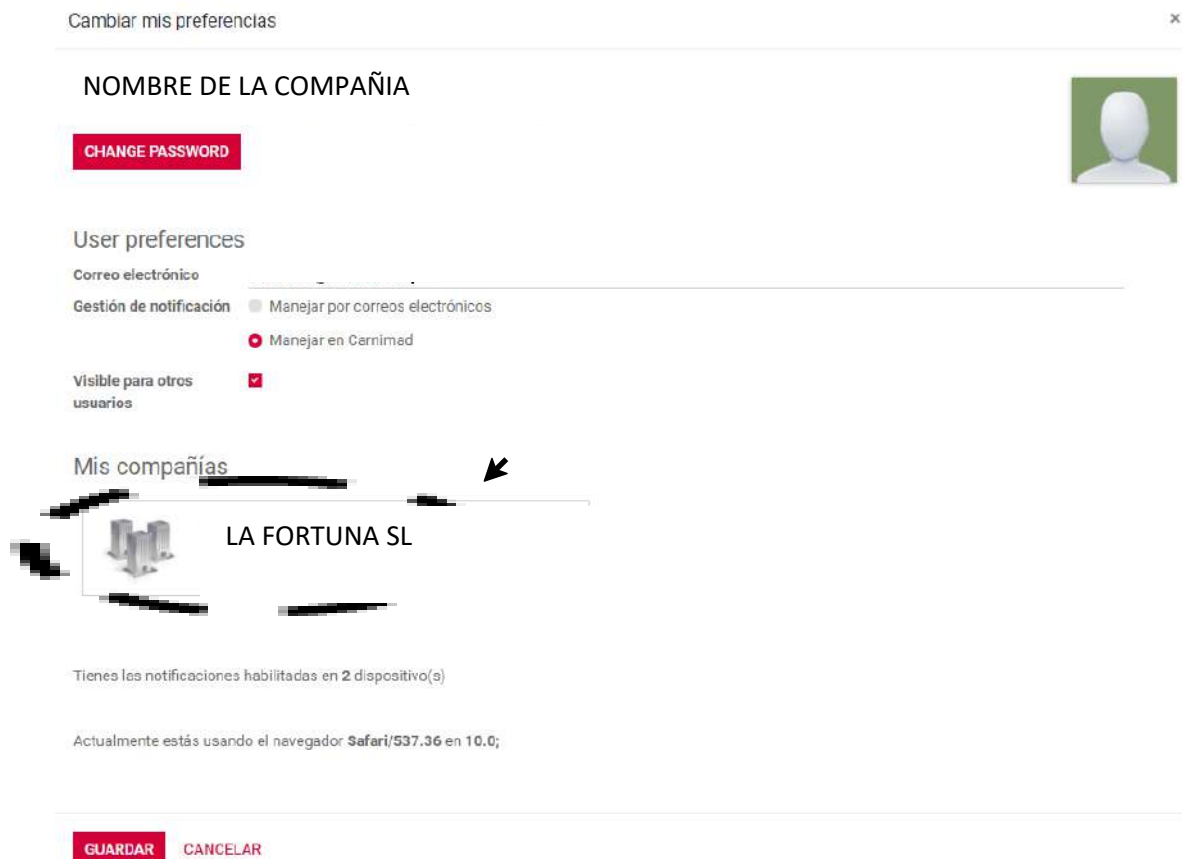 Cambiar mis preferencias ×
NOMBRE DE LA COMPAÑIA
CHANGE PASSWORD
User preferences
Correo electrónico
Gestión de notificación Manejar por correos electrónicos
Manejar en Carnimad
Visible para otros
usuarios
Mis compañías
LA FORTUNA SL
Tienes las notificaciones habilitadas en 2 dispositivo(s)
Actualmente estás usando el navegador Safari/537.36 en 10.0;
GUARDAR CANCELAR